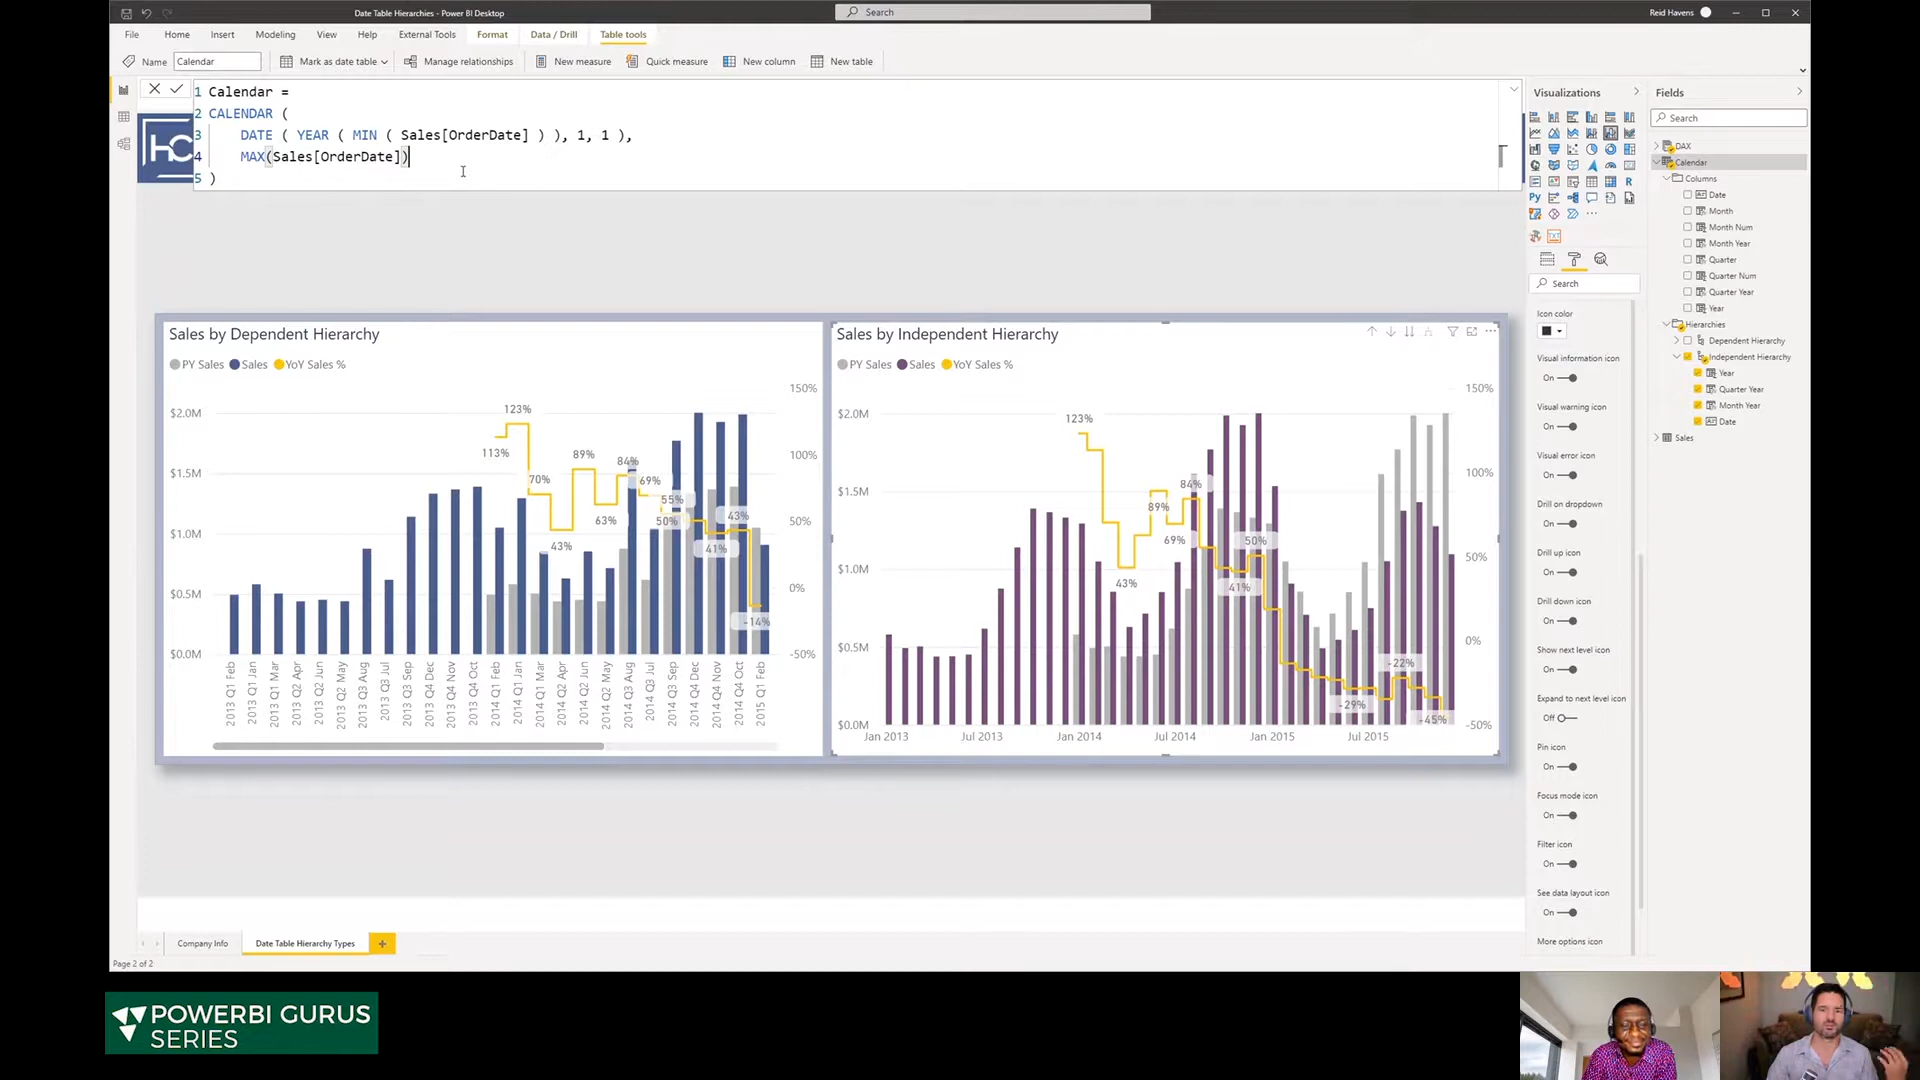 Date Table Hierarchies - Power BI Desktop
Search
Reid Havens
File Home Insert Modeling View Help External Tools Format Data / Drill Table tools
Name Calendar Mark as date table Manage relationships New measure Quick measure New column New table
1 Calendar =
2 CALENDAR (
3 DATE ( YEAR ( MIN ( Sales[OrderDate] ) ), 1, 1 ),
4 MAX(Sales[OrderDate])
5 )
HC
Sales by Dependent Hierarchy
PY Sales Sales YoY Sales %
150%
$2.0M
123%
113%
100%
$1.5M
70%
89%
84%
69%
55%
63%
50%
43%
50%
$1.0M
43%
41%
0%
$0.5M
-14%
$0.0M
-50%
2013 Q1 Feb
2013 Q1 Jan
2013 Q1 Mar
2013 Q2 Apr
2013 Q2 Jun
2013 Q2 May
2013 Q3 Aug
2013 Q3 Jul
2013 Q3 Sep
2013 Q4 Dec
2013 Q4 Nov
2013 Q4 Oct
2014 Q1 Feb
2014 Q1 Jan
2014 Q1 Mar
2014 Q2 Apr
2014 Q2 Jun
2014 Q2 May
2014 Q3 Aug
2014 Q3 Jul
2014 Q3 Sep
2014 Q4 Dec
2014 Q4 Nov
2014 Q4 Oct
2015 Q1 Feb
Sales by Independent Hierarchy
PY Sales Sales YoY Sales %
150%
$2.0M
123%
100%
$1.5M
84%
89%
69%
50%
$1.0M
43%
41%
50%
0%
$0.5M
-22%
-29%
-45%
$0.0M
-50%
Jan 2013 Jul 2013 Jan 2014 Jul 2014 Jan 2015 Jul 2015
Visualizations
R
Py
TXT
Search
Icon color
Visual information icon
On
Visual warning icon
On
Visual error icon
On
Drill on dropdown
On
Drill up icon
On
Drill down icon
On
Show next level icon
On
Expand to next level icon
Off
Pin icon
On
Focus mode icon
On
Filter icon
On
See data layout icon
On
More options icon
Fields
Search
DAX
Calendar
Columns
Date
Month
Month Num
Month Year
Quarter
Quarter Num
Quarter Year
Year
Hierarchies
Dependent Hierarchy
Independent Hierarchy
Year
Quarter Year
Month Year
Date
Sales
Company Info
Date Table Hierarchy Types
+
Page 2 of 2
POWERBI GURUS
SERIES